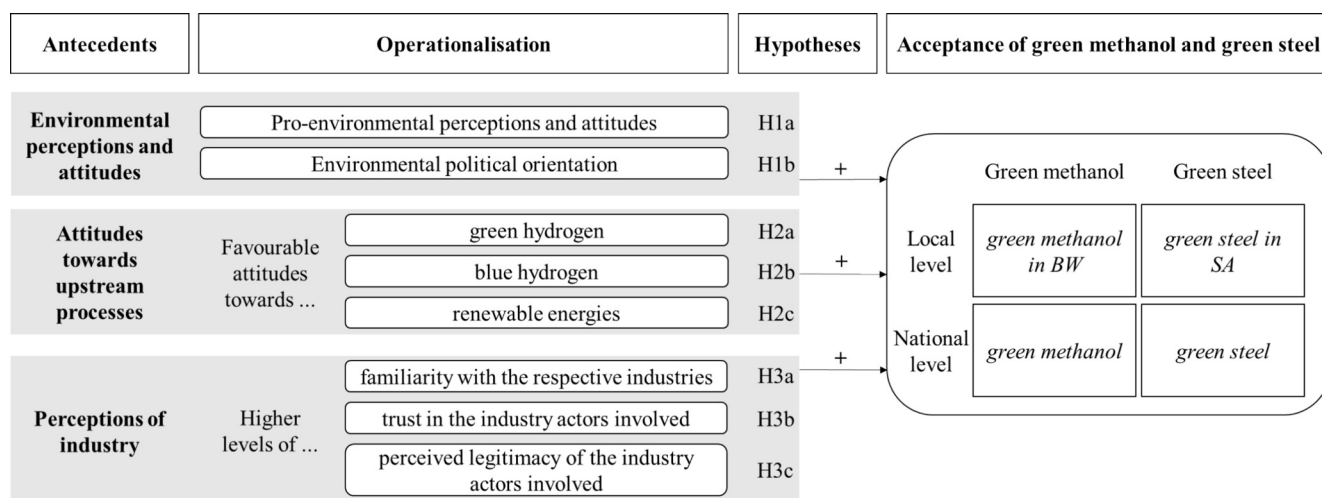 Antecedents
Operationalisation
Hypotheses
Acceptance of green methanol and green steel
Environmental
perceptions and
attitudes
Pro-environmental perceptions and attitudes
H1a
Environmental political orientation
H1b
+
Attitudes
towards
upstream
processes
Favourable
attitudes
towards ...
green hydrogen
H2a
blue hydrogen
H2b
renewable energies
H2c
+
Perceptions of
industry
Higher
levels of ...
familiarity with the respective industries
H3a
trust in the industry actors involved
H3b
perceived legitimacy of the industry
actors involved
H3c
+
Green methanol
Green steel
Local
level
green methanol
in BW
green steel in
SA
National
level
green methanol
green steel